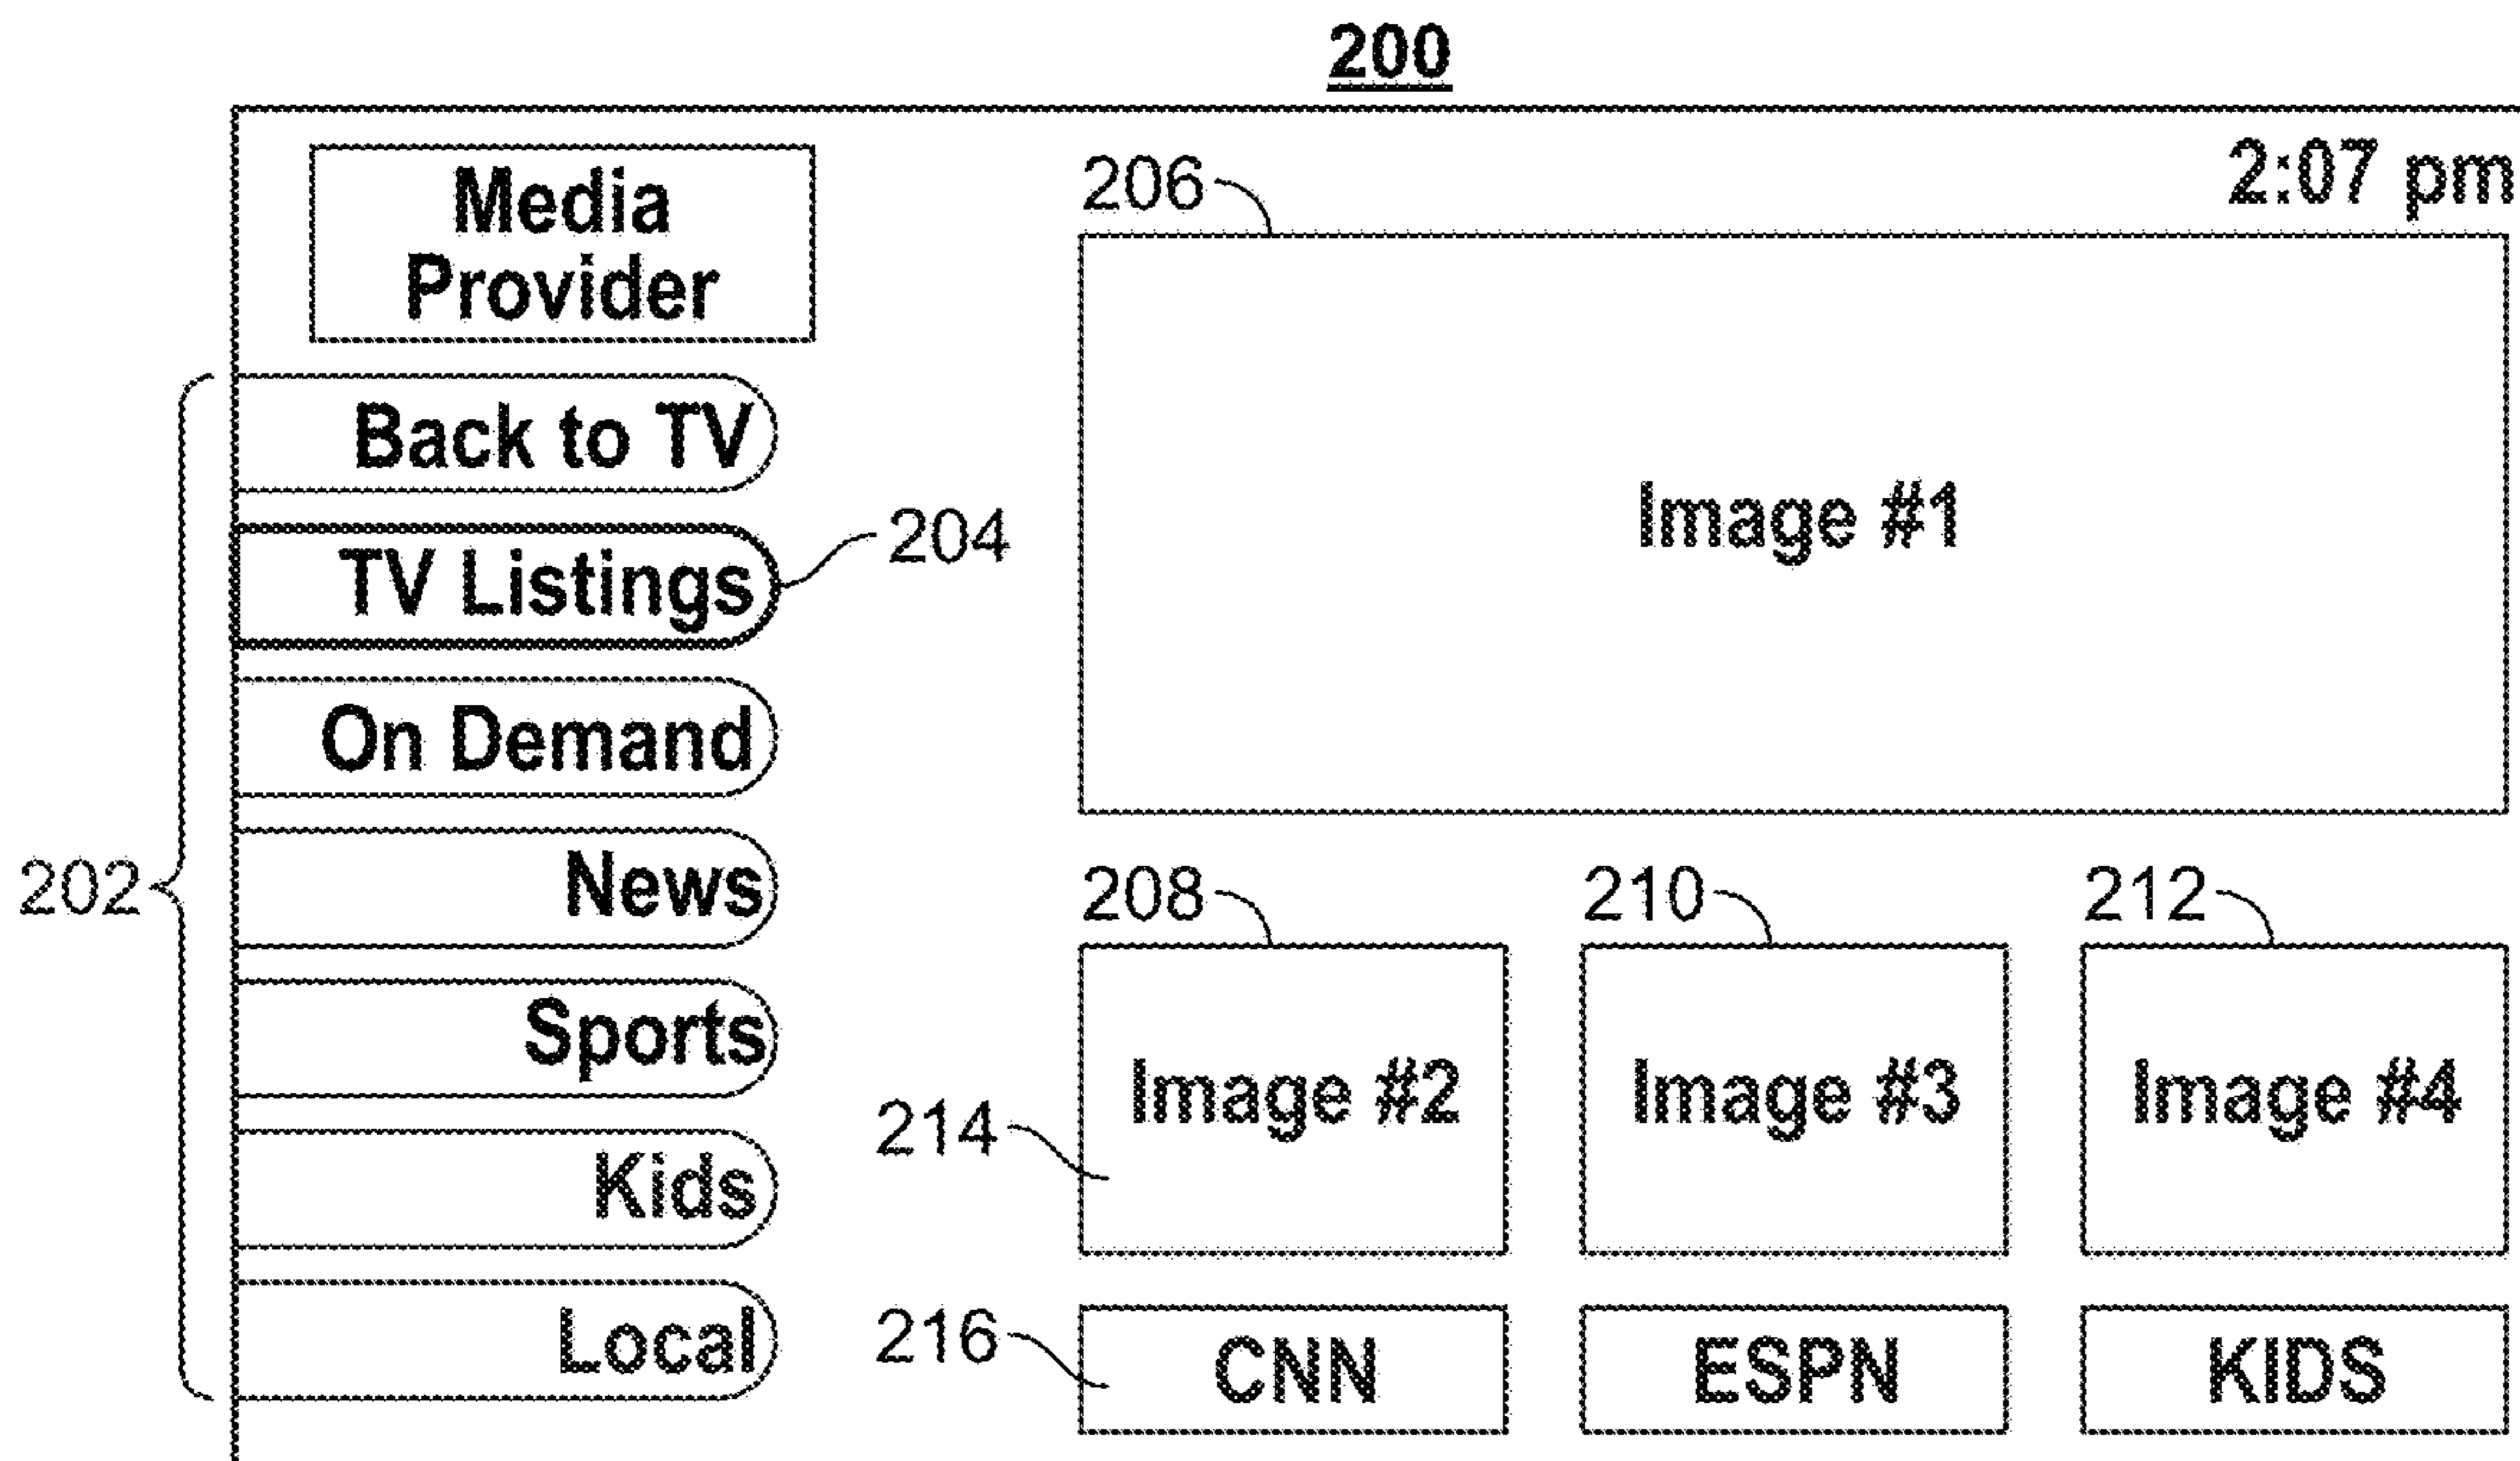 200
2:07 pm
Media
Provider
206
Back to TV
Image #1
TV Listings
204
On Demand
News
202
208
210
212
Sports
Image #2
Image #3
Image #4
214
Kids
Local
216
CNN
ESPN
KIDS